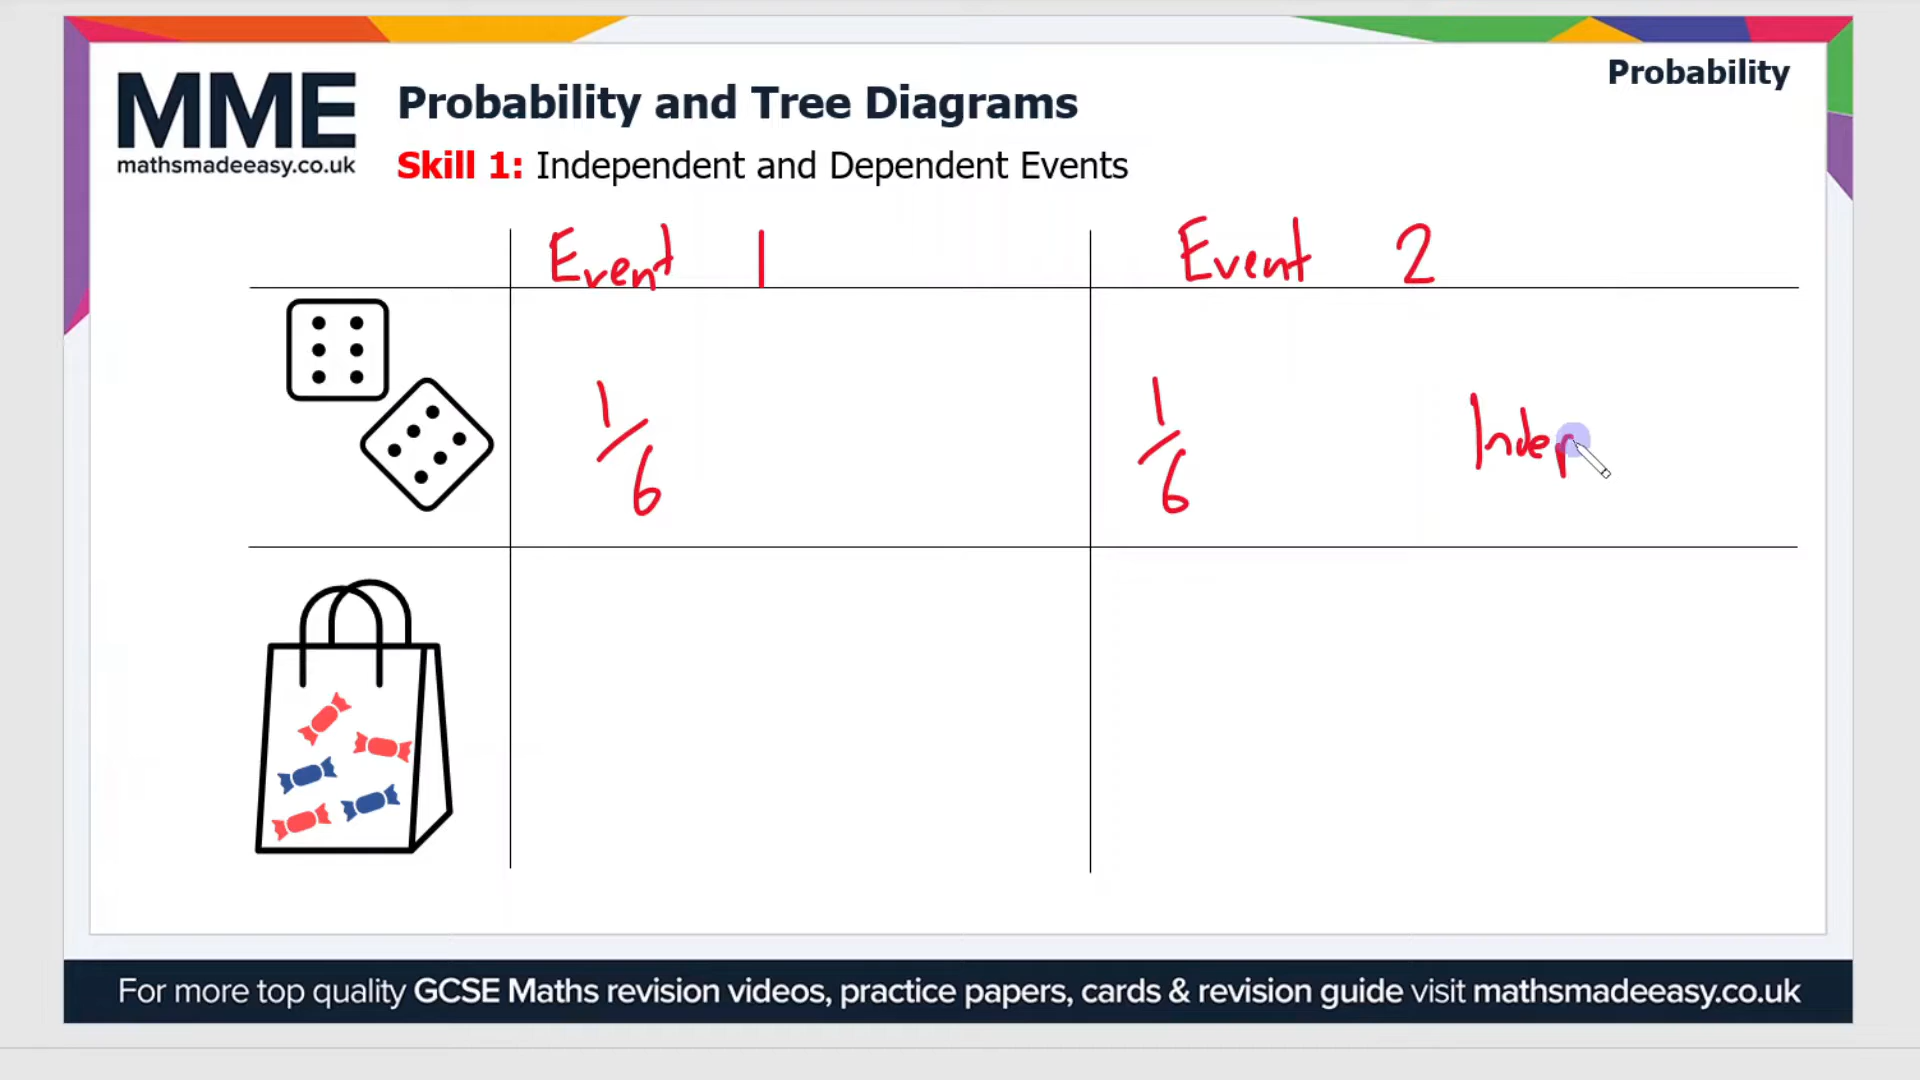 Probability
MME
mathsmadeeasy.co.uk
Probability and Tree Diagrams
Skill 1: Independent and Dependent Events
Event 1
Event 2
1/6
1/6
Indep
For more top quality GCSE Maths revision videos, practice papers, cards & revision guide visit mathsmadeeasy.co.uk